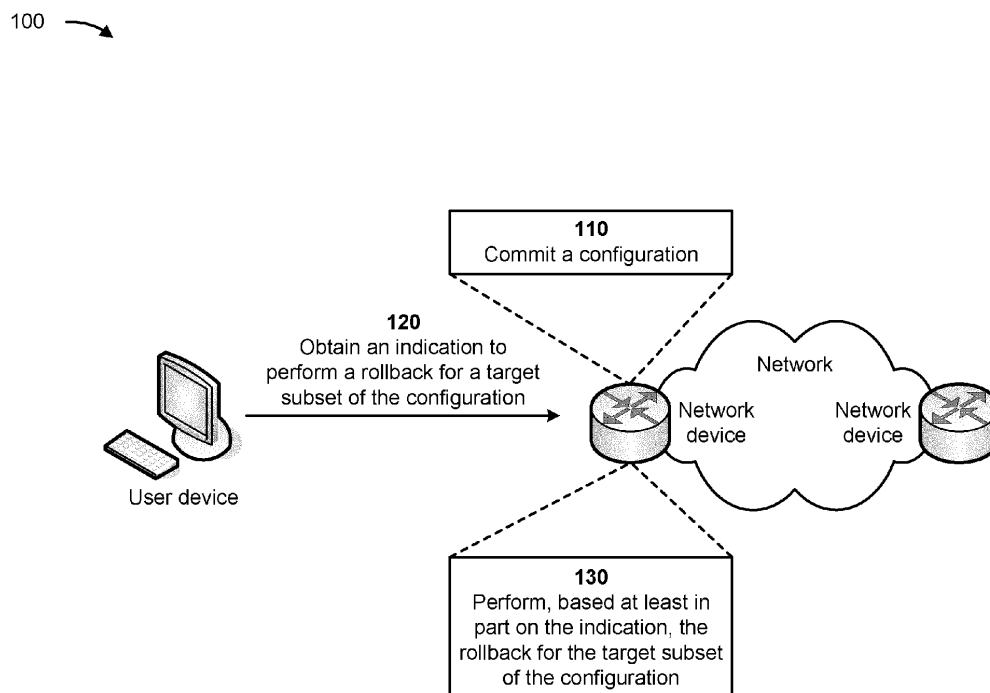 100
110
Commit a configuration
120
Obtain an indication to
perform a rollback for a target
subset of the configuration
Network
Network
device
Network
device
User device
130
Perform, based at least in
part on the indication, the
rollback for the target subset
of the configuration